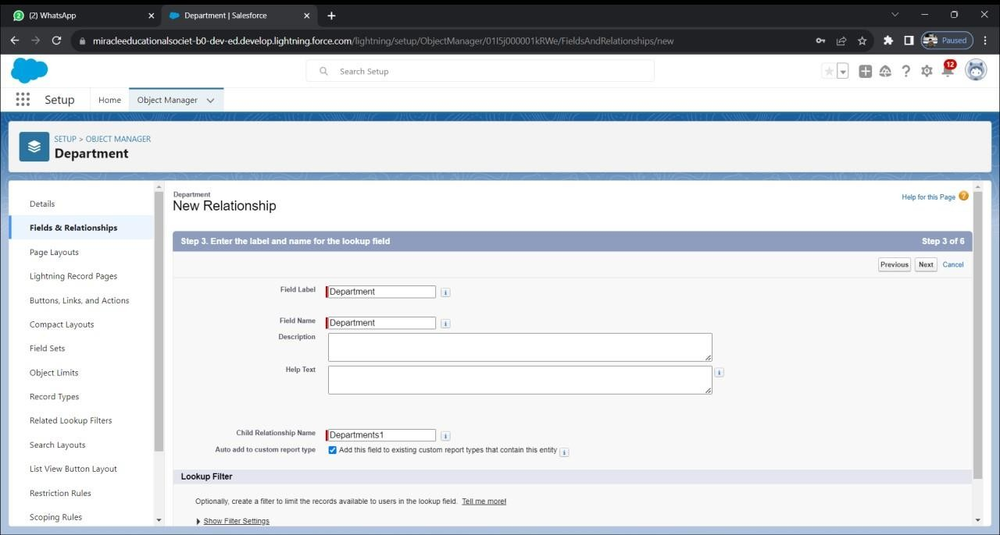 (2) WhatsApp
Department | Salesforce
miracleeducationalsociet-b0-dev-ed.develop.lightning.force.com/lightning/setup/ObjectManager/01I5j000001kRWe/FieldsAndRelationships/new
Paused
Search Setup
12
Setup
Home
Object Manager
SETUP > OBJECT MANAGER
Department
Details
Fields & Relationships
Page Layouts
Lightning Record Pages
Buttons, Links, and Actions
Compact Layouts
Field Sets
Object Limits
Record Types
Related Lookup Filters
Search Layouts
List View Button Layout
Restriction Rules
Scoping Rules
Department
New Relationship
Help for this Page
Step 3. Enter the label and name for the lookup field
Step 3 of 6
Previous
Next
Cancel
Field Label
Department
Field Name
Department
Description
Help Text
Child Relationship Name
Departments1
Auto add to custom report type
Add this field to existing custom report types that contain this entity
Lookup Filter
Optionally, create a filter to limit the records available to users in the lookup field. Tell me more!
Show Filter Settings